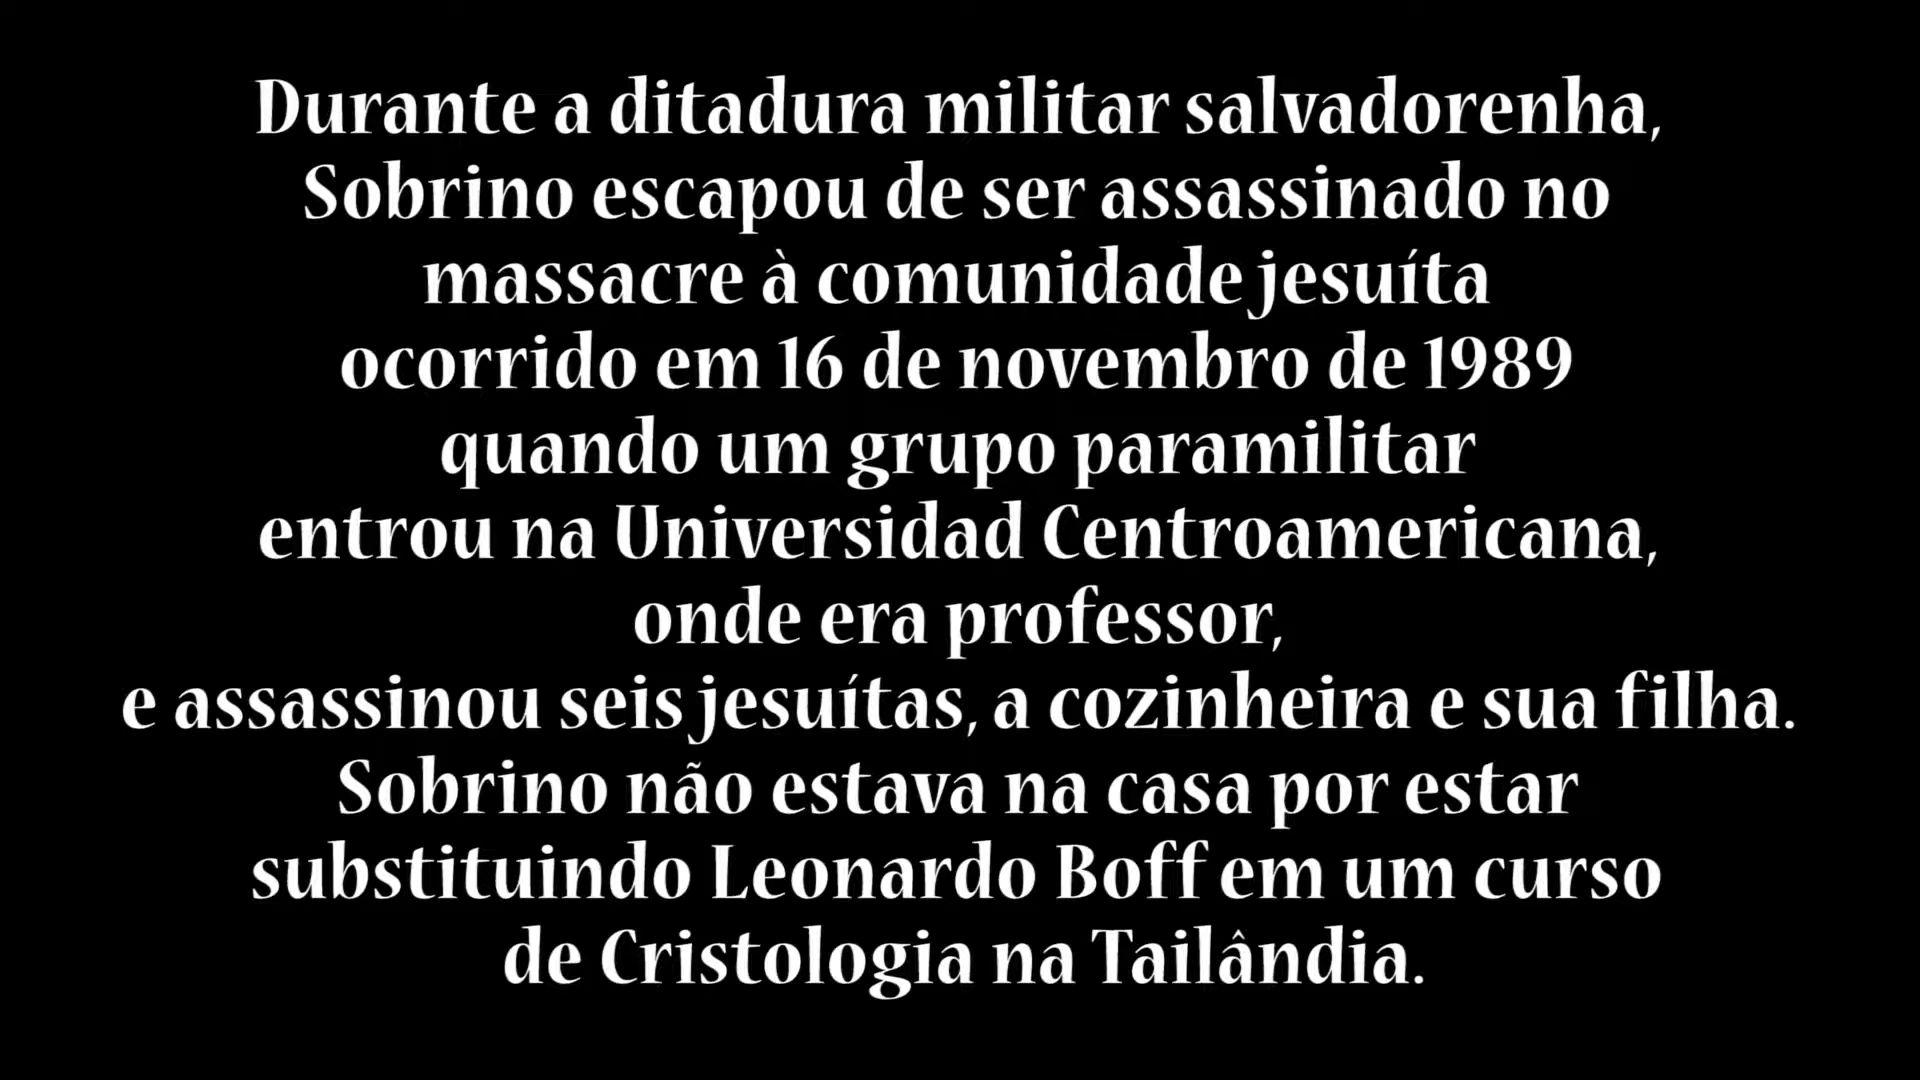 Durante a ditadura militar salvadorenha,
Sobrino escapou de ser assassinado no
massacre à comunidade jesuíta
ocorrido em 16 de novembro de 1989
quando um grupo paramilitar
entrou na Universidad Centroamericana,
onde era professor,
e assassinou seis jesuítas, a cozinheira e sua filha.
Sobrino não estava na casa por estar
substituindo Leonardo Boff em um curso
de Cristologia na Tailândia.